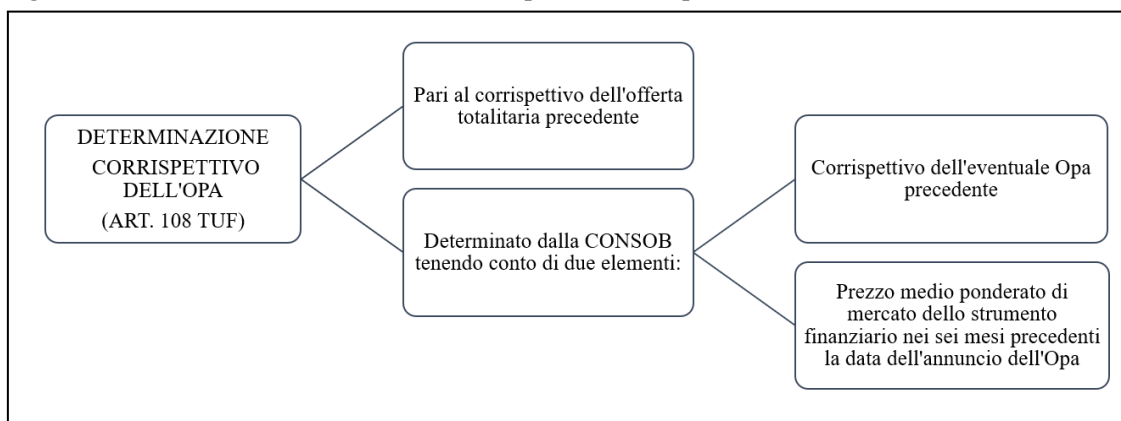 DETERMINAZIONE
CORRISPETTIVO
DELL'OPA
(ART. 108 TUF)
Pari al corrispettivo dell'offerta
totalitaria precedente
Determinato dalla CONSOB
tenendo conto di due elementi:
Corrispettivo dell'eventuale Opa
precedente
Prezzo medio ponderato di
mercato dello strumento
finanziario nei sei mesi precedenti
la data dell'annuncio dell'Opa